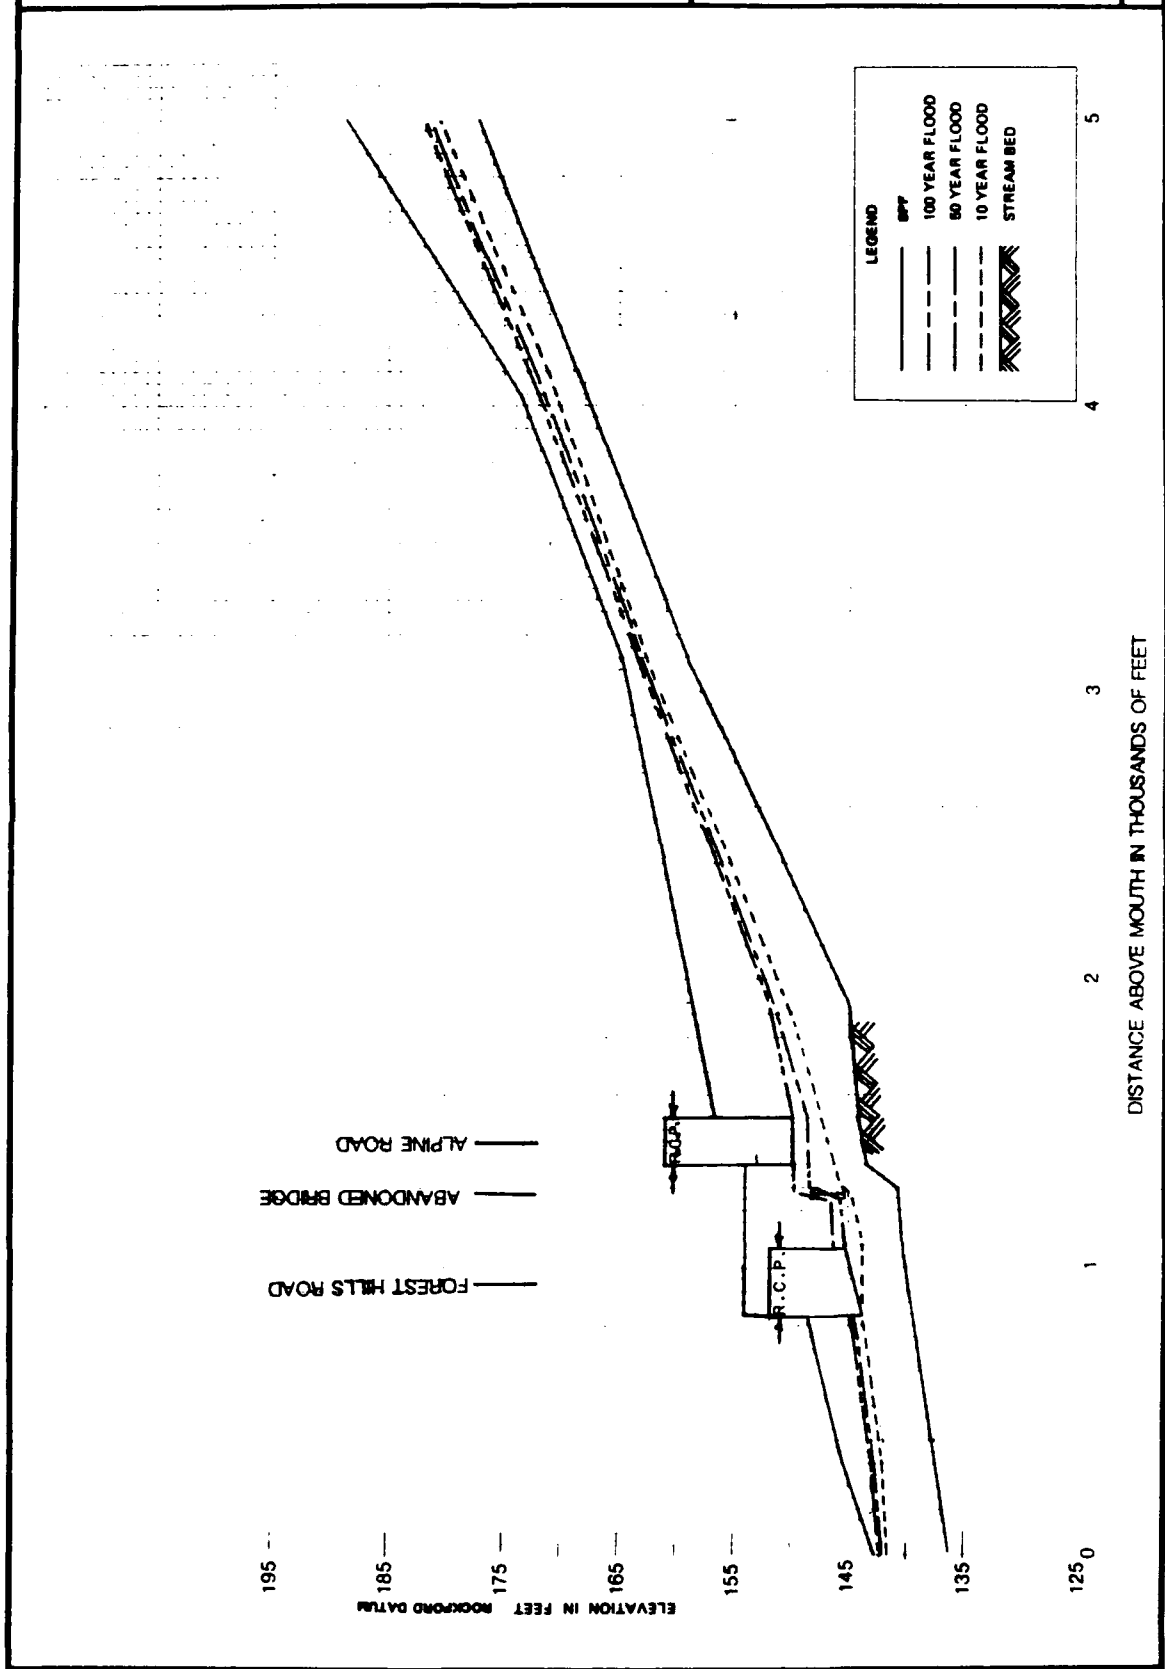 ELEVATION IN FEET ROCKFORD DATUM
195
185
175
165
155
145
135
125
FOREST HILLS ROAD
ABANDONED BRIDGE
ALPINE ROAD
R.C.P.
R.C.P.
LEGEND
SPF
100 YEAR FLOOD
50 YEAR FLOOD
10 YEAR FLOOD
STREAM BED
0
1
2
3
4
5
DISTANCE ABOVE MOUTH IN THOUSANDS OF FEET